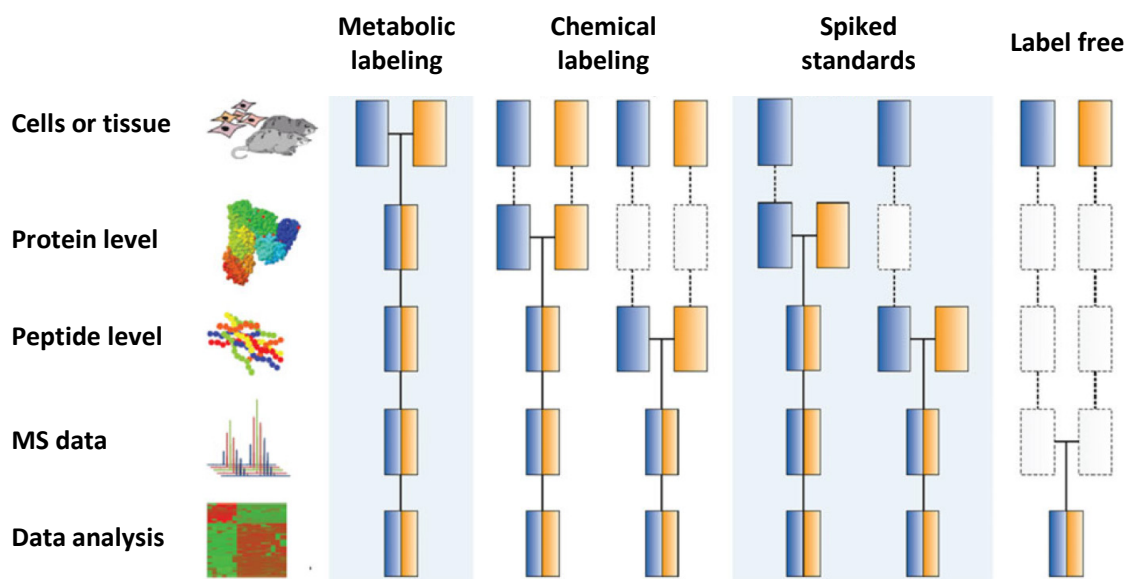 Metabolic
labeling
Chemical
labeling
Spiked
standards
Label free
Cells or tissue
Protein level
Peptide level
MS data
Data analysis